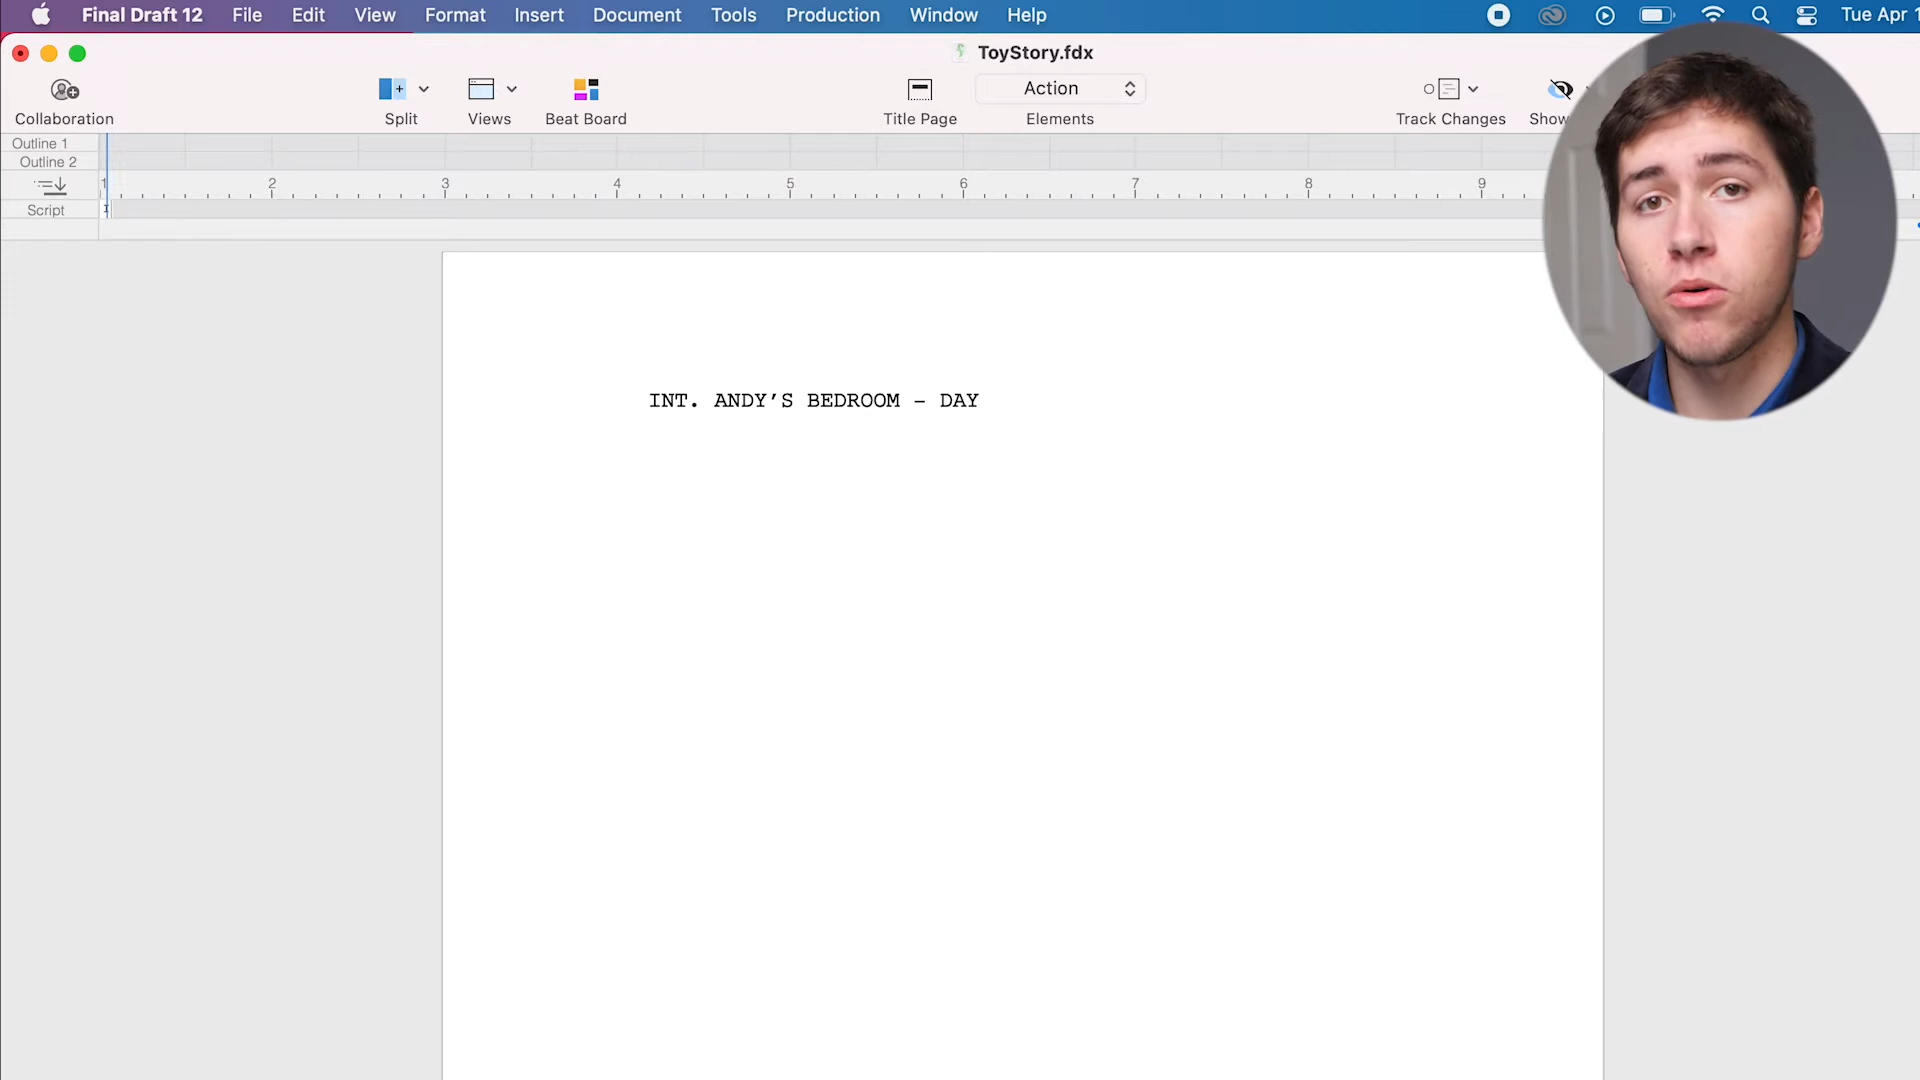 Final Draft 12 File Edit View Format Insert Document Tools Production Window Help Tue Apr 1
ToyStory.fdx
Action
Collaboration Split Views Beat Board Title Page Elements Track Changes Show
Outline 1
Outline 2
1 2 3 4 5 6 7 8 9
Script
INT. ANDY’S BEDROOM – DAY